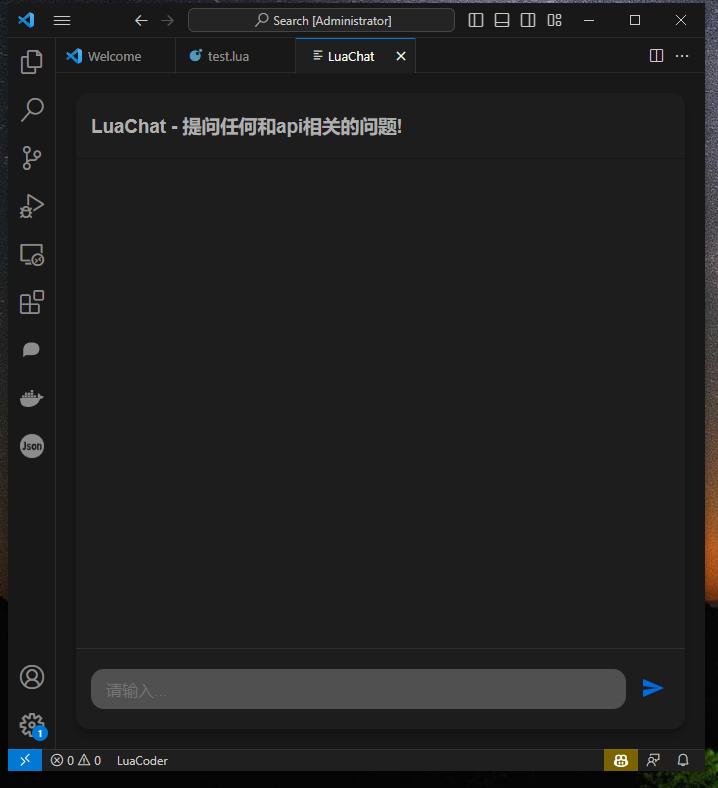 Search [Administrator]
Welcome
test.lua
LuaChat
LuaChat - 提问任何和api相关的问题!
Json
请输入...
1
0 0 LuaCoder